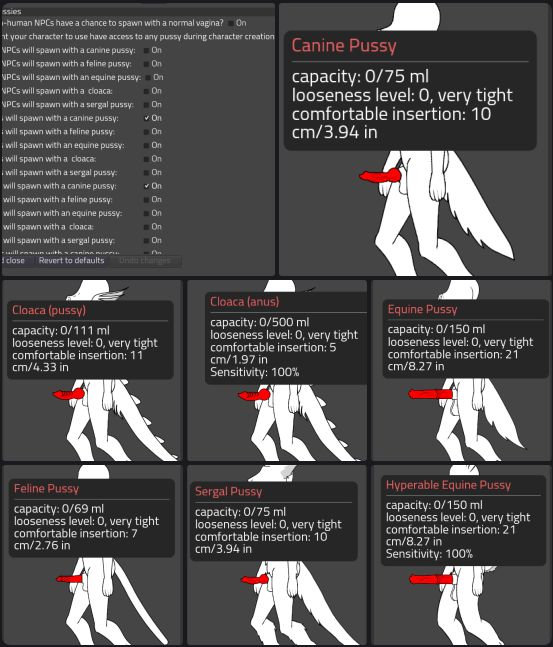 ssies
-human NPCs have a chance to spawn with a normal vagina? On
nt your character to use have access to any pussy during character creation
NPCs will spawn with a canine pussy: On
NPCs will spawn with a feline pussy: On
NPCs will spawn with an equine pussy: On
NPCs will spawn with a cloaca: On
NPCs will spawn with a sergal pussy: On
s will spawn with a canine pussy: On
s will spawn with a feline pussy: On
s will spawn with an equine pussy: On
s will spawn with a cloaca: On
s will spawn with a sergal pussy: On
will spawn with a canine pussy: On
will spawn with a feline pussy: On
will spawn with an equine pussy: On
will spawn with a cloaca: On
will spawn with a sergal pussy: On
s will spawn with a canine pussy: On
d close Revert to defaults Undo changes
Canine Pussy
capacity: 0/75 ml
looseness level: 0, very tight
comfortable insertion: 10
cm/3.94 in
Cloaca (pussy)
capacity: 0/111 ml
looseness level: 0, very tight
comfortable insertion: 11
cm/4.33 in
Cloaca (anus)
capacity: 0/500 ml
looseness level: 0, very tight
comfortable insertion: 5
cm/1.97 in
Sensitivity: 100%
Equine Pussy
capacity: 0/150 ml
looseness level: 0, very tight
comfortable insertion: 21
cm/8.27 in
Feline Pussy
capacity: 0/69 ml
looseness level: 0, very tight
comfortable insertion: 7
cm/2.76 in
Sergal Pussy
capacity: 0/75 ml
looseness level: 0, very tight
comfortable insertion: 10
cm/3.94 in
Hyperable Equine Pussy
capacity: 0/150 ml
looseness level: 0, very tight
comfortable insertion: 21
cm/8.27 in
Sensitivity: 100%